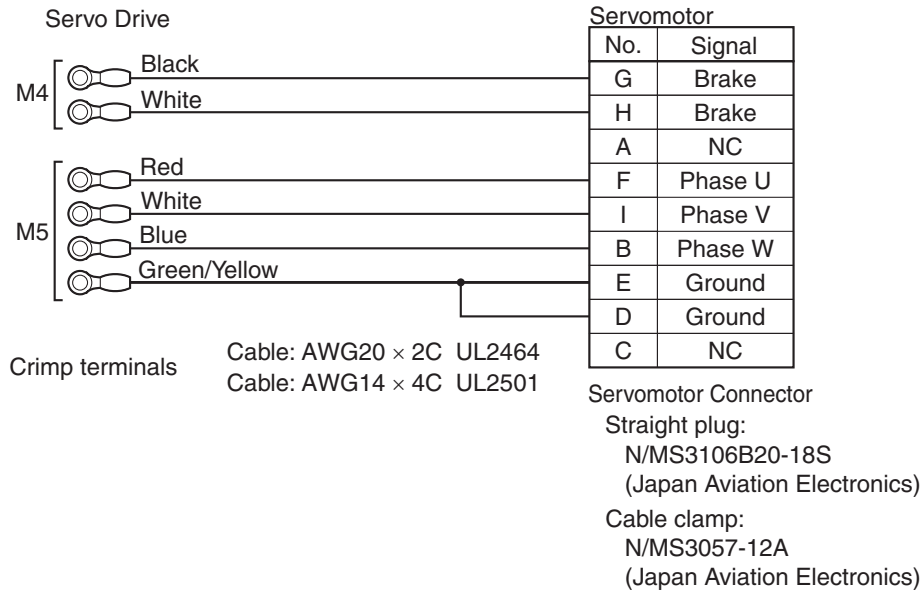 Servo Drive
Servomotor
No. Signal
M4
Black
G Brake
White
H Brake
A NC
M5
Red
F Phase U
White
I Phase V
Blue
B Phase W
Green/Yellow
E Ground
D Ground
C NC
Crimp terminals
Cable: AWG20 × 2C UL2464
Cable: AWG14 × 4C UL2501
Servomotor Connector
Straight plug:
N/MS3106B20-18S
(Japan Aviation Electronics)
Cable clamp:
N/MS3057-12A
(Japan Aviation Electronics)